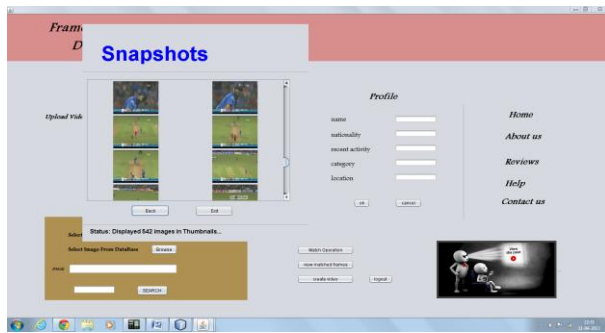 Fram
D
Snapshots
Upload Vide
Back
Exit
Status: Displayed 542 images in Thumbnails...
Select
Select Image From DataBase
Browse
SEARCH
Profile
name
nationality
recent activity
category
location
ok
cancel
Match Operation
view matched frames
create video
logout
Home
About us
Reviews
Help
Contact us